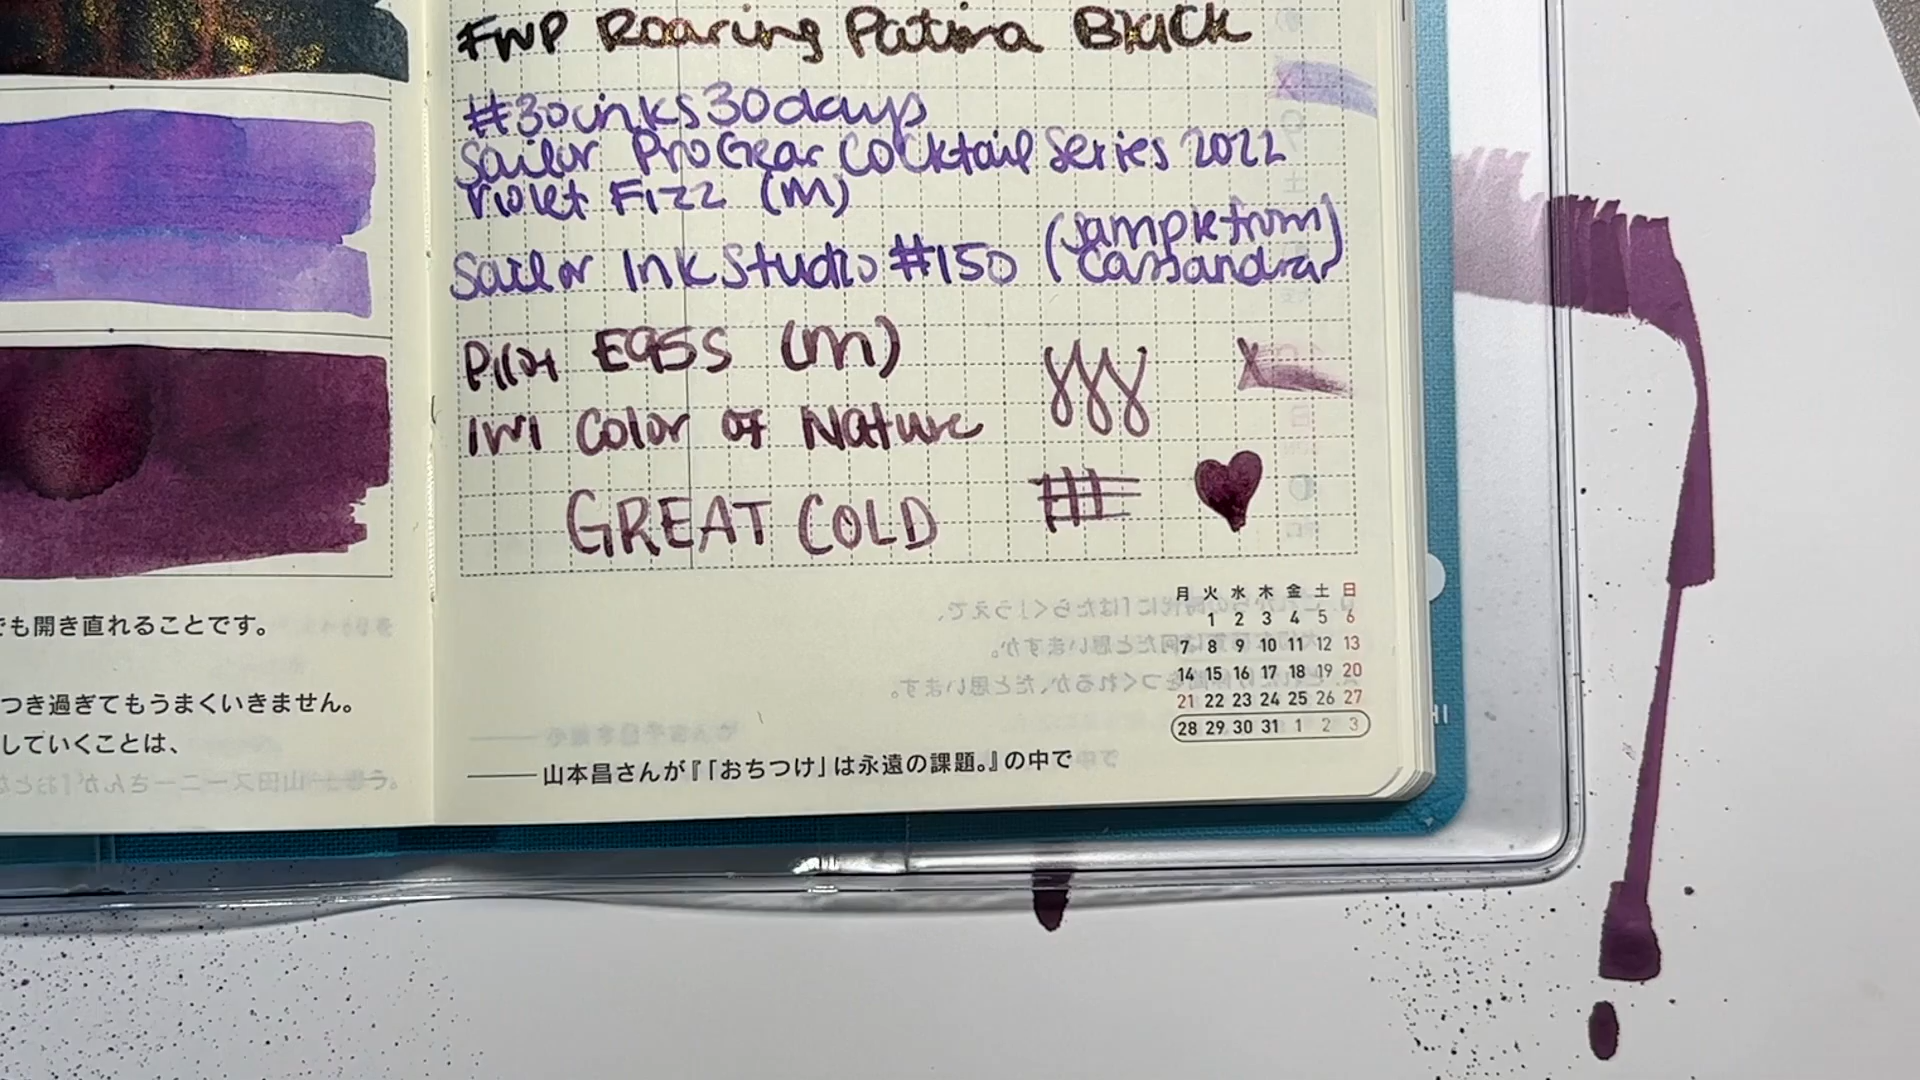 FWP Roaring Patina Brick
#30inks30days
Sailor ProGear Cocktail Series 2022
Violet Fizz (M)
Sailor Ink Studio #150 (Sample from Cassandra)
Pilot E95S (M)
IWI Color of Nature
GREAT COLD
でも開き直れることです。
つき過ぎてもうまくいきません。
していくことは、
月 火 水 木 金 土 日
1 2 3 4 5 6
7 8 9 10 11 12 13
14 15 16 17 18 19 20
21 22 23 24 25 26 27
28 29 30 31 1 2 3
——山本昌さんが『「おちつけ」は永遠の課題。』の中で